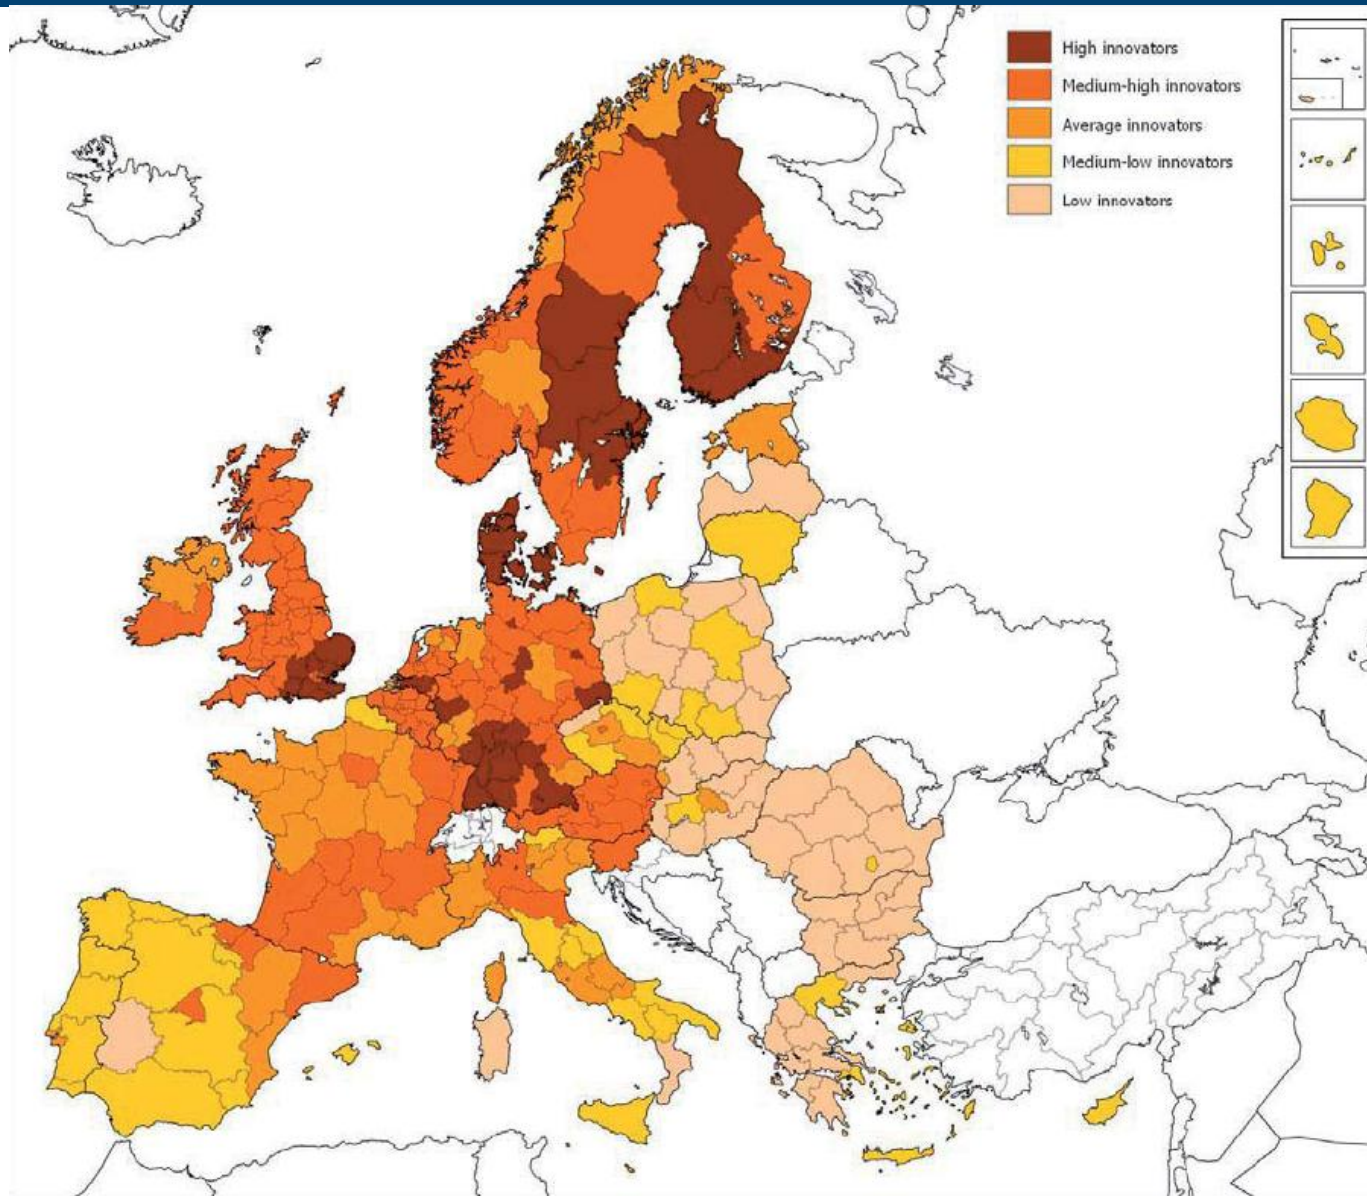 High innovators
Medium-high innovators
Average innovators
Medium-low innovators
Low innovators